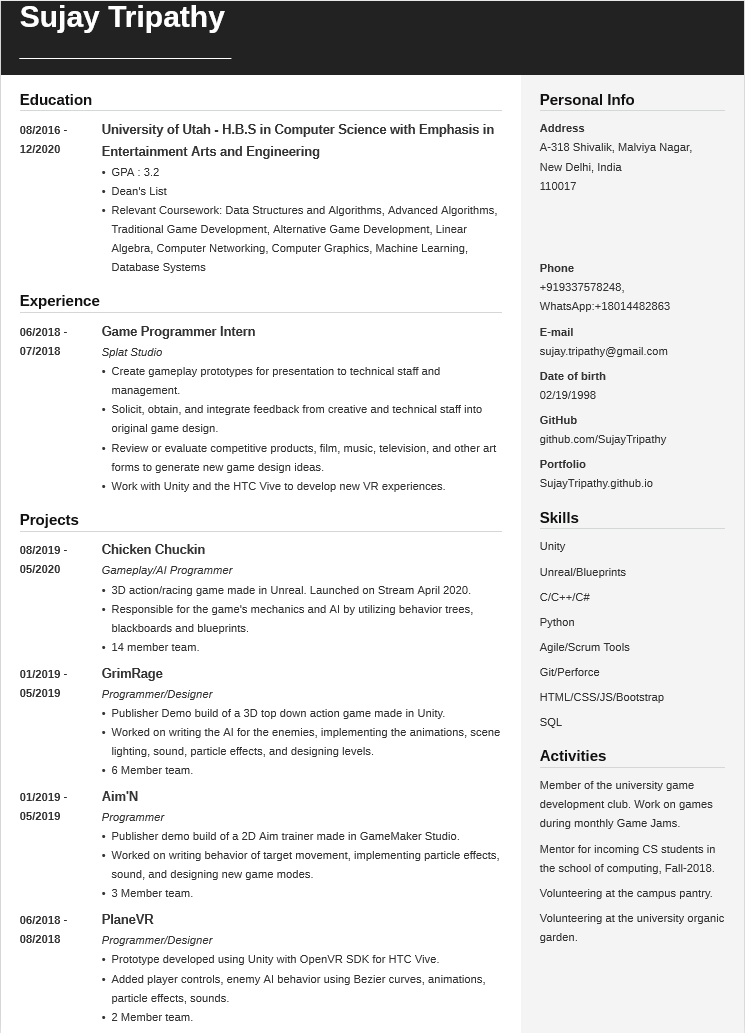 Sujay Tripathy
Education
08/2016 -
12/2020
University of Utah - H.B.S in Computer Science with Emphasis in
Entertainment Arts and Engineering
• GPA : 3.2
• Dean's List
• Relevant Coursework: Data Structures and Algorithms, Advanced Algorithms,
Traditional Game Development, Alternative Game Development, Linear
Algebra, Computer Networking, Computer Graphics, Machine Learning,
Database Systems
Experience
06/2018 -
07/2018
Game Programmer Intern
Splat Studio
• Create gameplay prototypes for presentation to technical staff and
management.
• Solicit, obtain, and integrate feedback from creative and technical staff into
original game design.
• Review or evaluate competitive products, film, music, television, and other art
forms to generate new game design ideas.
• Work with Unity and the HTC Vive to develop new VR experiences.
Projects
08/2019 -
05/2020
Chicken Chuckin
Gameplay/AI Programmer
• 3D action/racing game made in Unreal. Launched on Stream April 2020.
• Responsible for the game's mechanics and AI by utilizing behavior trees,
blackboards and blueprints.
• 14 member team.
01/2019 -
05/2019
GrimRage
Programmer/Designer
• Publisher Demo build of a 3D top down action game made in Unity.
• Worked on writing the AI for the enemies, implementing the animations, scene
lighting, sound, particle effects, and designing levels.
• 6 Member team.
01/2019 -
05/2019
Aim'N
Programmer
• Publisher demo build of a 2D Aim trainer made in GameMaker Studio.
• Worked on writing behavior of target movement, implementing particle effects,
sound, and designing new game modes.
• 3 Member team.
06/2018 -
08/2018
PlaneVR
Programmer/Designer
• Prototype developed using Unity with OpenVR SDK for HTC Vive.
• Added player controls, enemy AI behavior using Bezier curves, animations,
particle effects, sounds.
• 2 Member team.
Personal Info
Address
A-318 Shivalik, Malviya Nagar,
New Delhi, India
110017
Phone
+919337578248,
WhatsApp:+18014482863
E-mail
sujay.tripathy@gmail.com
Date of birth
02/19/1998
GitHub
github.com/SujayTripathy
Portfolio
SujayTripathy.github.io
Skills
Unity
Unreal/Blueprints
C/C++/C#
Python
Agile/Scrum Tools
Git/Perforce
HTML/CSS/JS/Bootstrap
SQL
Activities
Member of the university game
development club. Work on games
during monthly Game Jams.
Mentor for incoming CS students in
the school of computing, Fall-2018.
Volunteering at the campus pantry.
Volunteering at the university organic
garden.